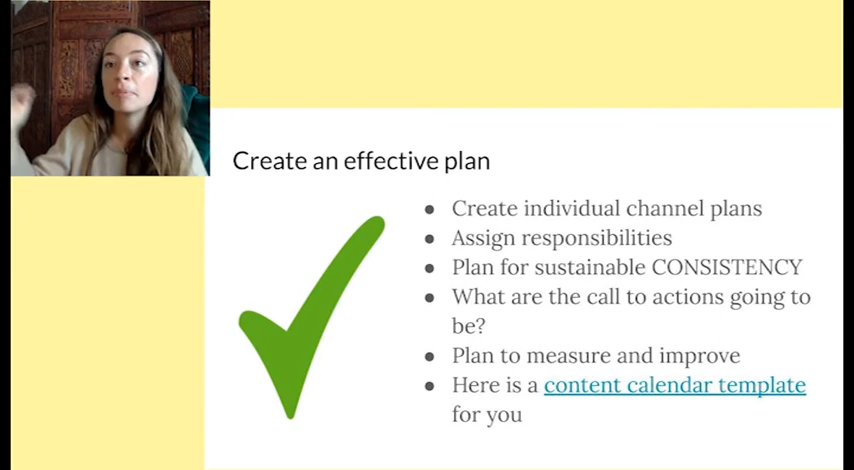 Create an effective plan
● Create individual channel plans
● Assign responsibilities
● Plan for sustainable CONSISTENCY
● What are the call to actions going to
be?
● Plan to measure and improve
● Here is a content calendar template
for you